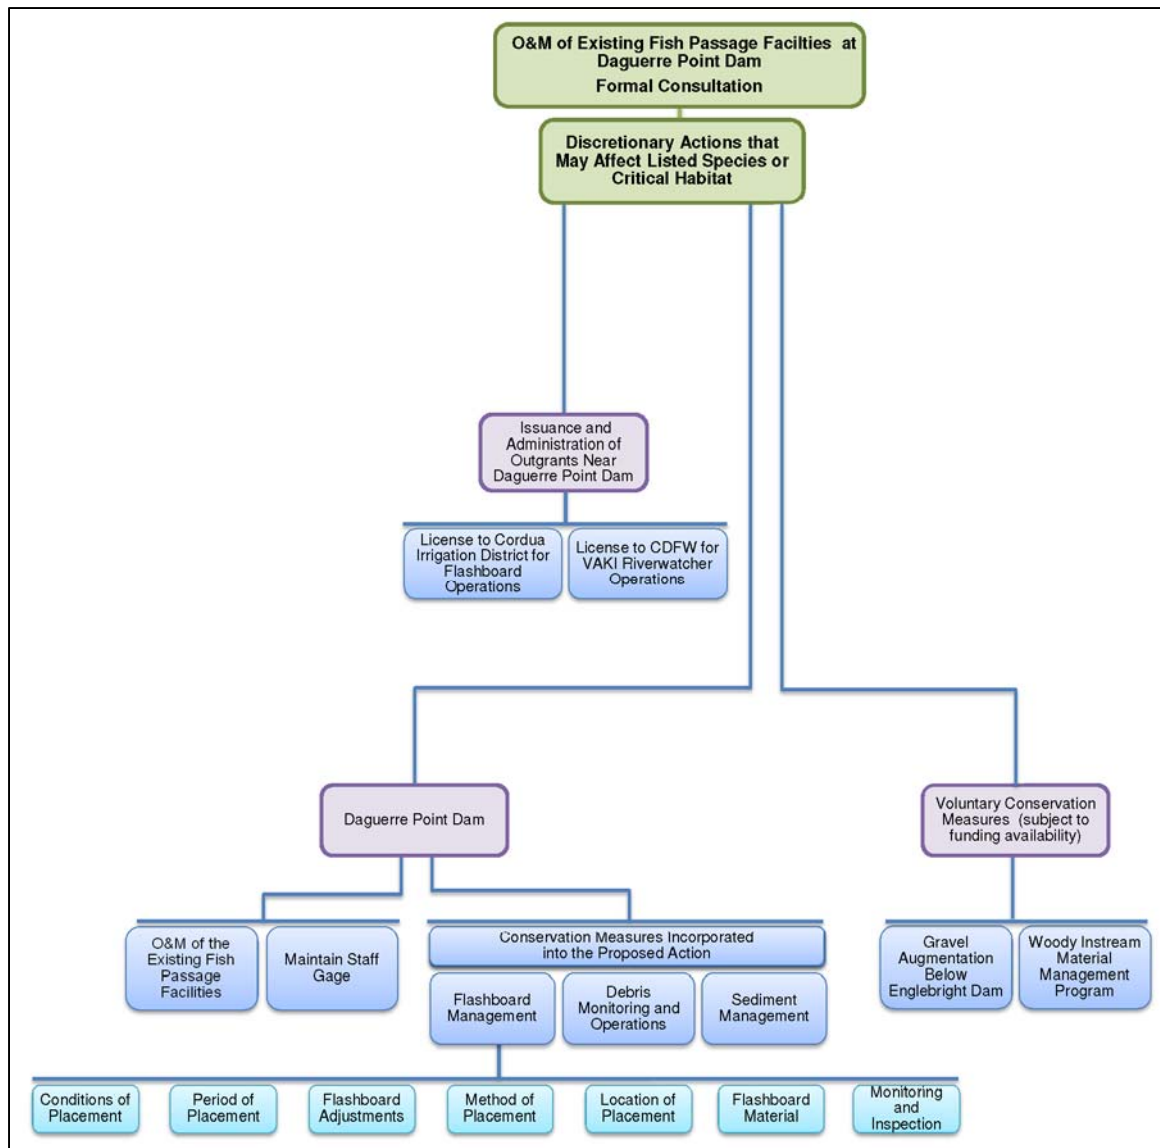 O&M of Existing Fish Passage Facilties at
Daguerre Point Dam
Formal Consultation
Discretionary Actions that
May Affect Listed Species or
Critical Habitat
Issuance and
Administration of
Outgrants Near
Daguerre Point Dam
License to Cordua
Irrigation District for
Flashboard
Operations
License to CDFW for
VAKI Riverwatcher
Operations
Daguerre Point Dam
Voluntary Conservation
Measures (subject to
funding availability)
O&M of the
Existing Fish
Passage
Facilities
Maintain Staff
Gage
Conservation Measures Incorporated
into the Proposed Action
Flashboard
Management
Debris
Monitoring and
Operations
Sediment
Management
Gravel
Augmentation
Below
Englebright Dam
Woody Instream
Material
Management
Program
Conditions of
Placement
Period of
Placement
Flashboard
Adjustments
Method of
Placement
Location of
Placement
Flashboard
Material
Monitoring
and
Inspection